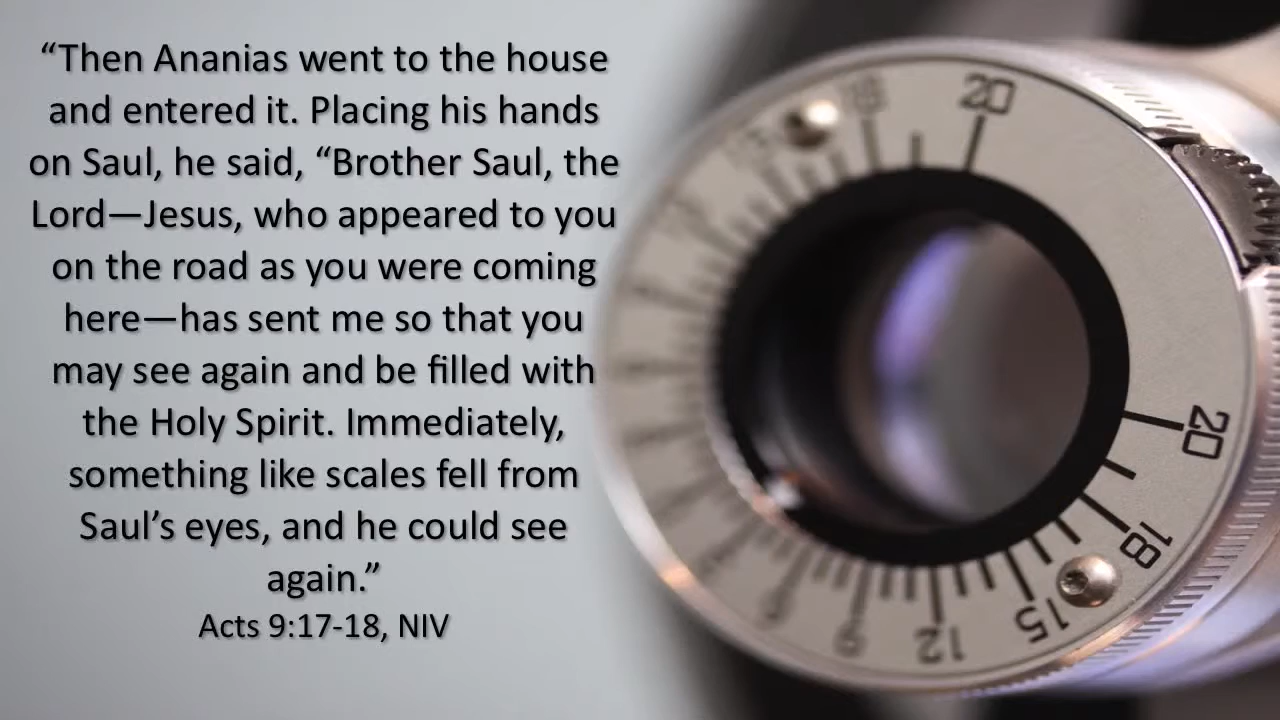 “Then Ananias went to the house
and entered it. Placing his hands
on Saul, he said, “Brother Saul, the
Lord—Jesus, who appeared to you
on the road as you were coming
here—has sent me so that you
may see again and be filled with
the Holy Spirit. Immediately,
something like scales fell from
Saul’s eyes, and he could see
again.”
Acts 9:17-18, NIV
18
20
20
18
15
12
9